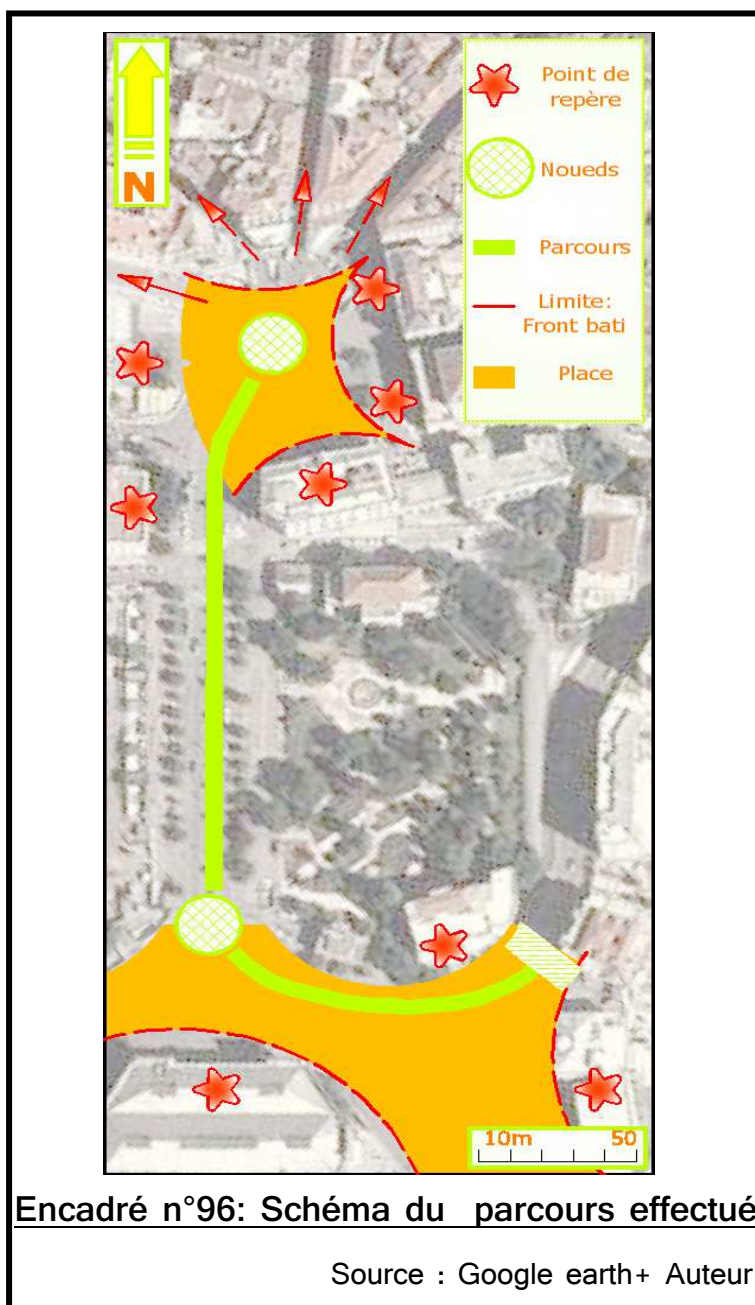 N
Point de
repère
Noueds
Parcours
Limite:
Front bati
Place
10m 50
Encadré n°96: Schéma du parcours effectué
Source : Google earth+ Auteur